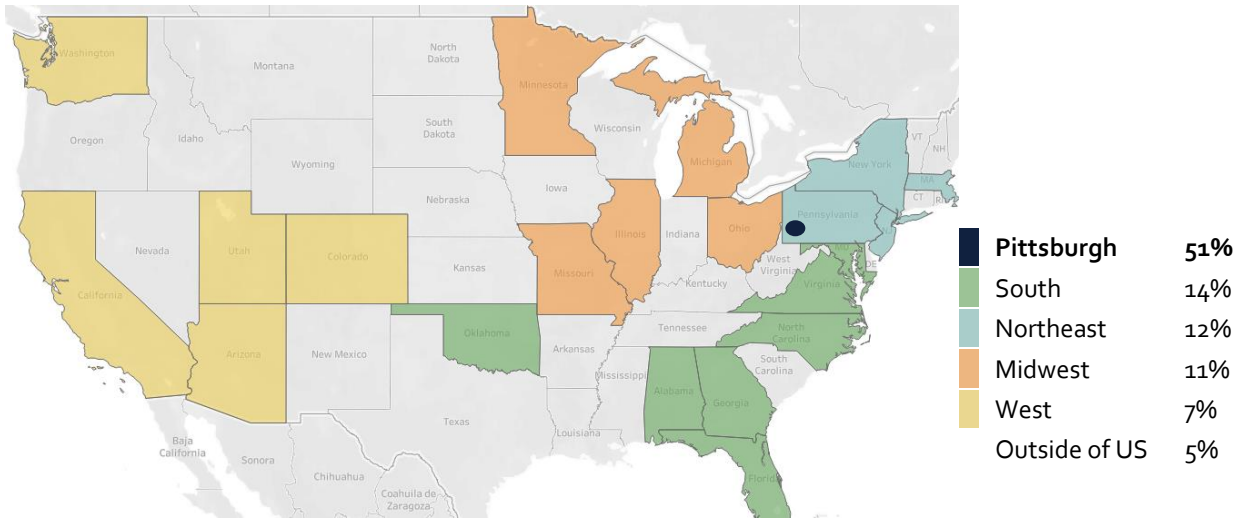 Washington
Montana
North
Dakota
Minnesota
Oregon
Idaho
South
Dakota
Wisconsin
Michigan
VT
NH
New York
MA
CT
RI
Wyoming
Iowa
Nebraska
Pennsylvania
NJ
Nevada
Utah
Colorado
Illinois
Indiana
Ohio
MD
DE
West
Virginia
Virginia
California
Kansas
Missouri
Kentucky
Arizona
New Mexico
Oklahoma
Arkansas
Tennessee
North
Carolina
South
Carolina
Mississippi
Alabama
Georgia
Texas
Louisiana
Florida
Baja
California
Sonora
Chihuahua
Coahuila de
Zaragoza
Pittsburgh 51%
South 14%
Northeast 12%
Midwest 11%
West 7%
Outside of US 5%